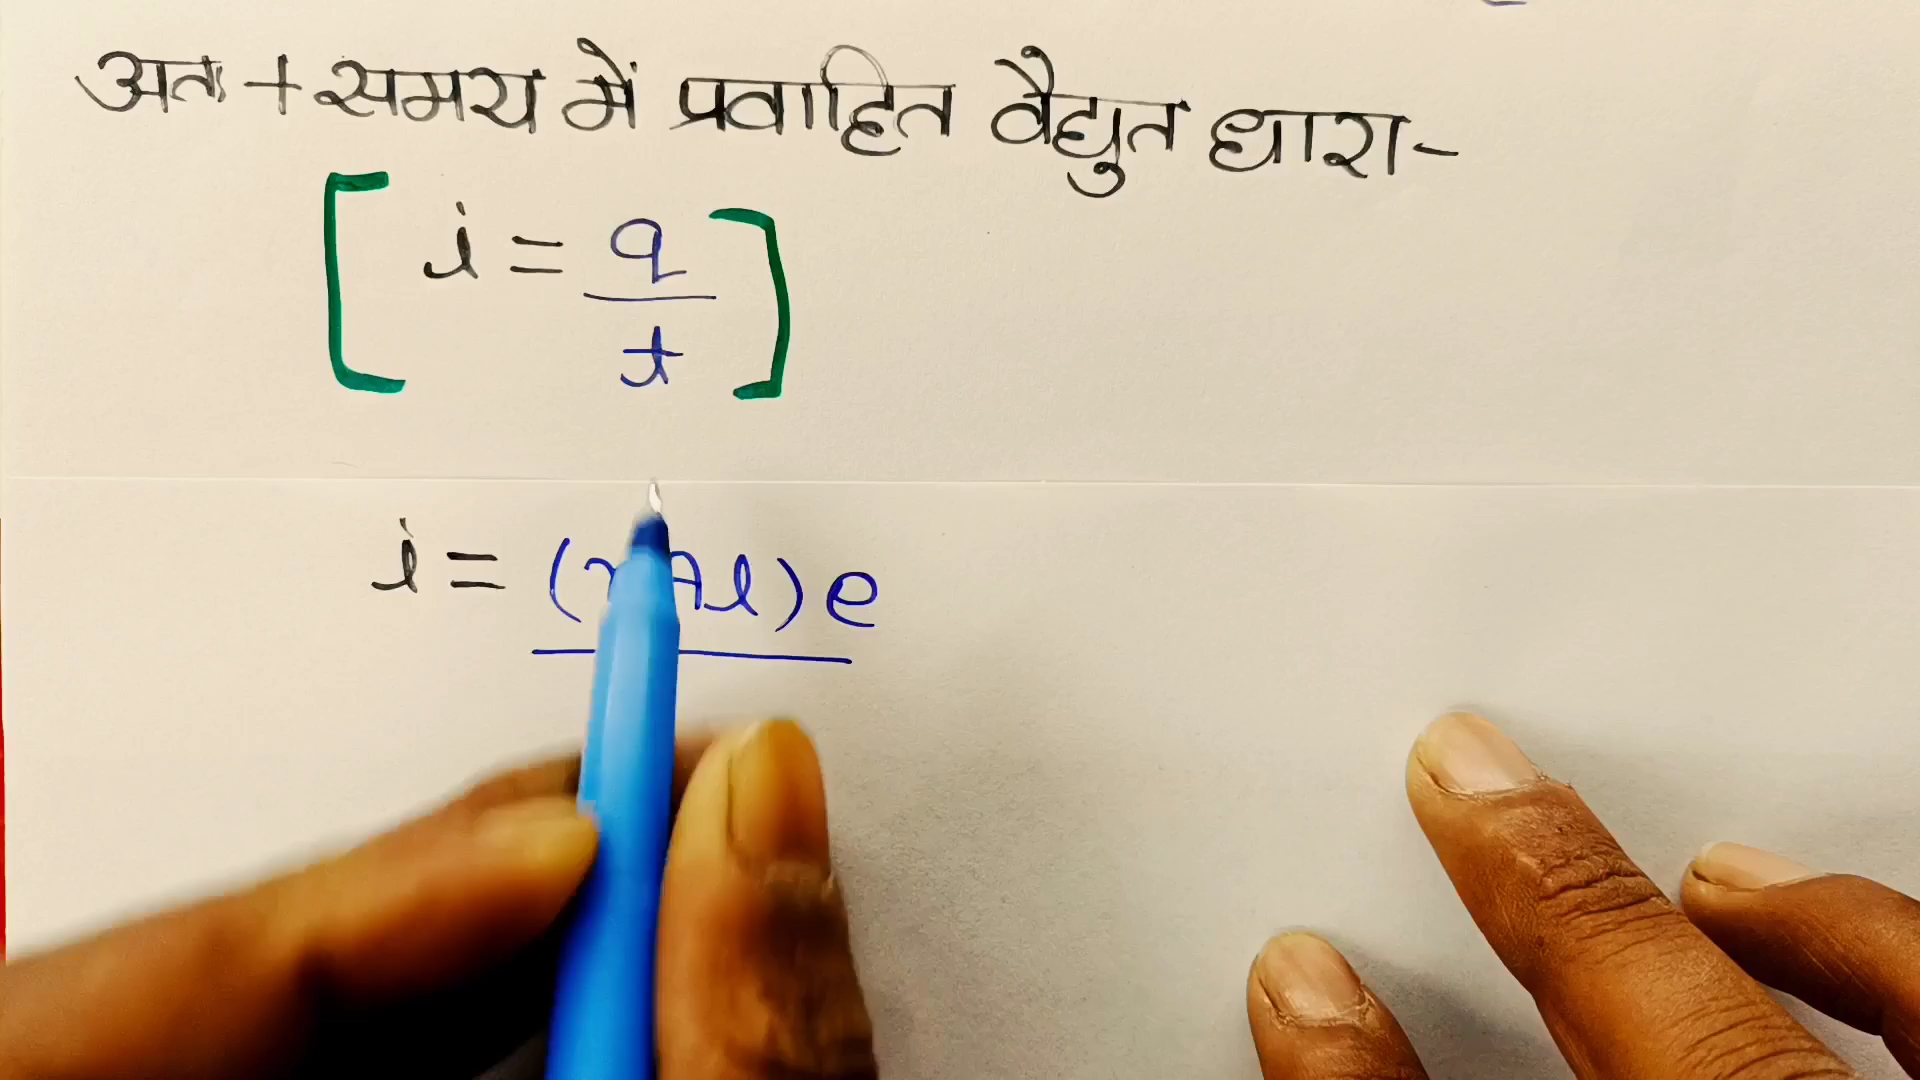 अतः t समय में प्रवाहित वैद्युत धारा-
[ i = q/t ]
i = (nAl)e